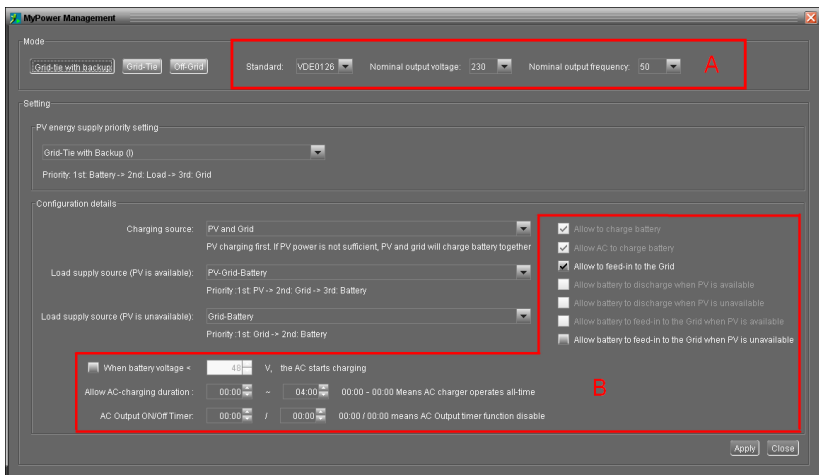 MyPower Management
Mode
Grid-tie with backup Grid-Tie Off-Grid Standard: VDE0126 Nominal output voltage: 230 Nominal output frequency: 50 A
Setting
PV energy supply priority setting
Grid-Tie with Backup (I)
Priority: 1st: Battery -> 2nd: Load -> 3rd: Grid
Configuration details
Charging source: PV and Grid
PV charging first. If PV power is not sufficient, PV and grid will charge battery together
Load supply source (PV is available): PV-Grid-Battery
Priority :1st: PV -> 2nd: Grid -> 3rd: Battery
Load supply source (PV is unavailable): Grid-Battery
Priority :1st: Grid -> 2nd: Battery
Allow to charge battery
Allow AC to charge battery
Allow to feed-in to the Grid
Allow battery to discharge when PV is available
Allow battery to discharge when PV is unavailable
Allow battery to feed-in to the Grid when PV is available
Allow battery to feed-in to the Grid when PV is unavailable
When battery voltage < 48 V, the AC starts charging
Allow AC-charging duration : 00:00 ~ 04:00 00:00 - 00:00 Means AC charger operates all-time
B
AC Output ON/Off Timer: 00:00 / 00:00 00:00 / 00:00 means AC Output timer function disable
Apply Close